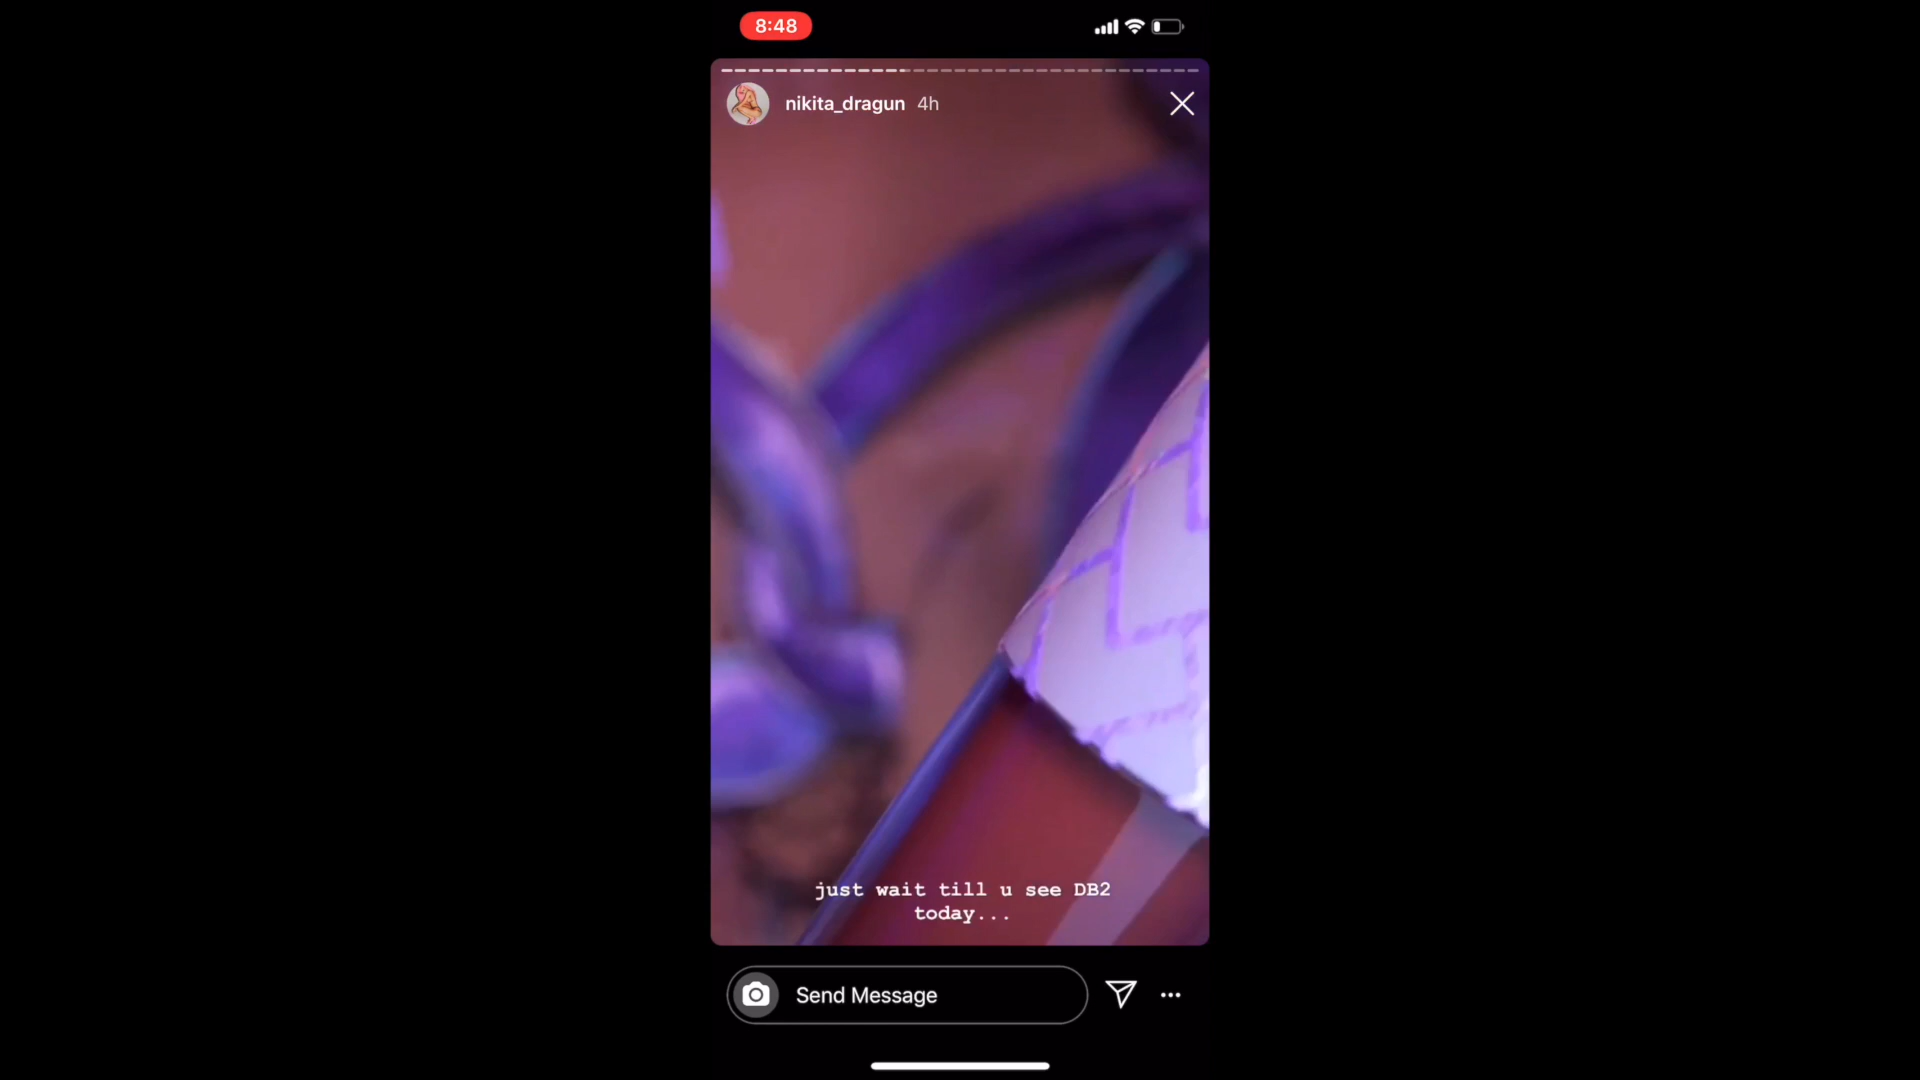 8:48
nikita_dragun 4h
just wait till u see DB2
today...
Send Message